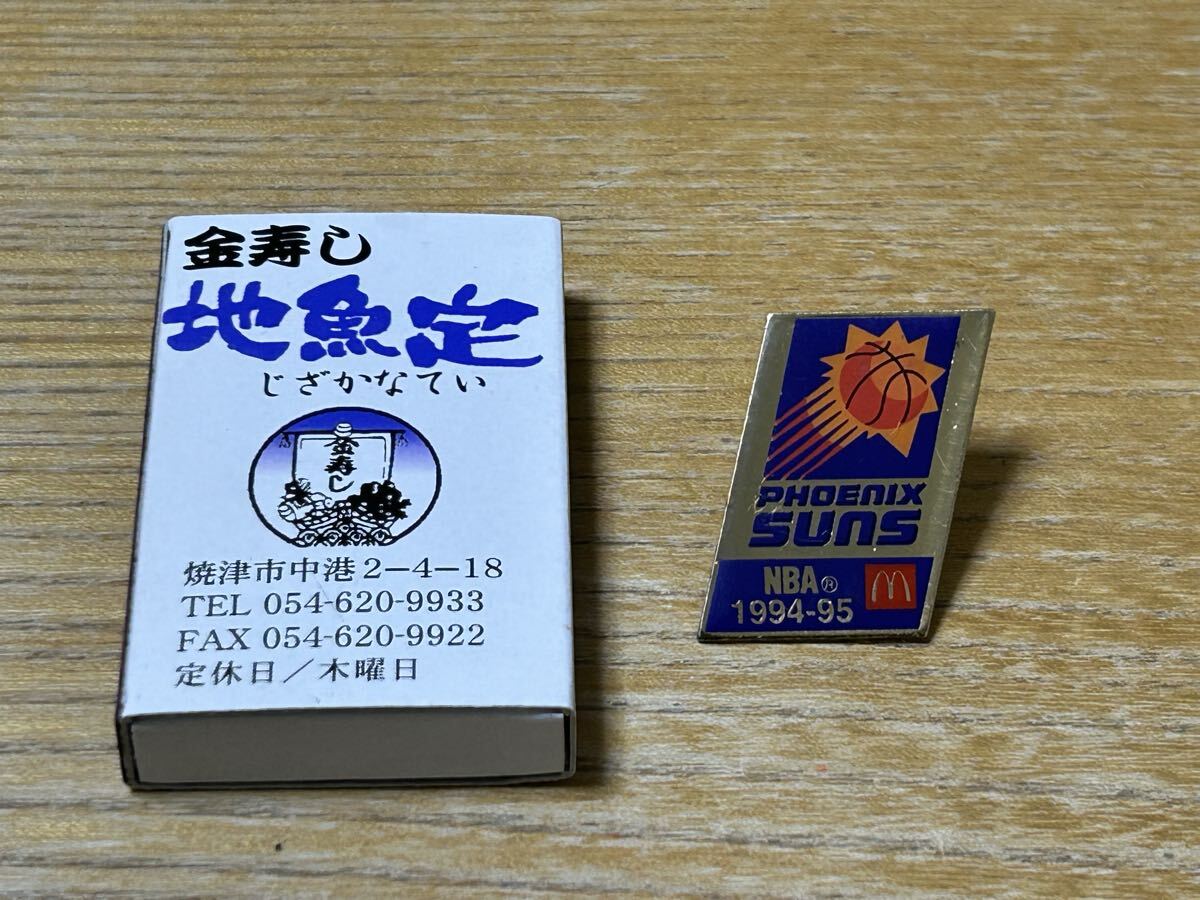 金寿し
地魚定
じざかなてい
金寿し
焼津市中港2-4-18
TEL 054-620-9933
FAX 054-620-9922
定休日/木曜日
PHOENIX
SUNS
NBA®
1994-95
M